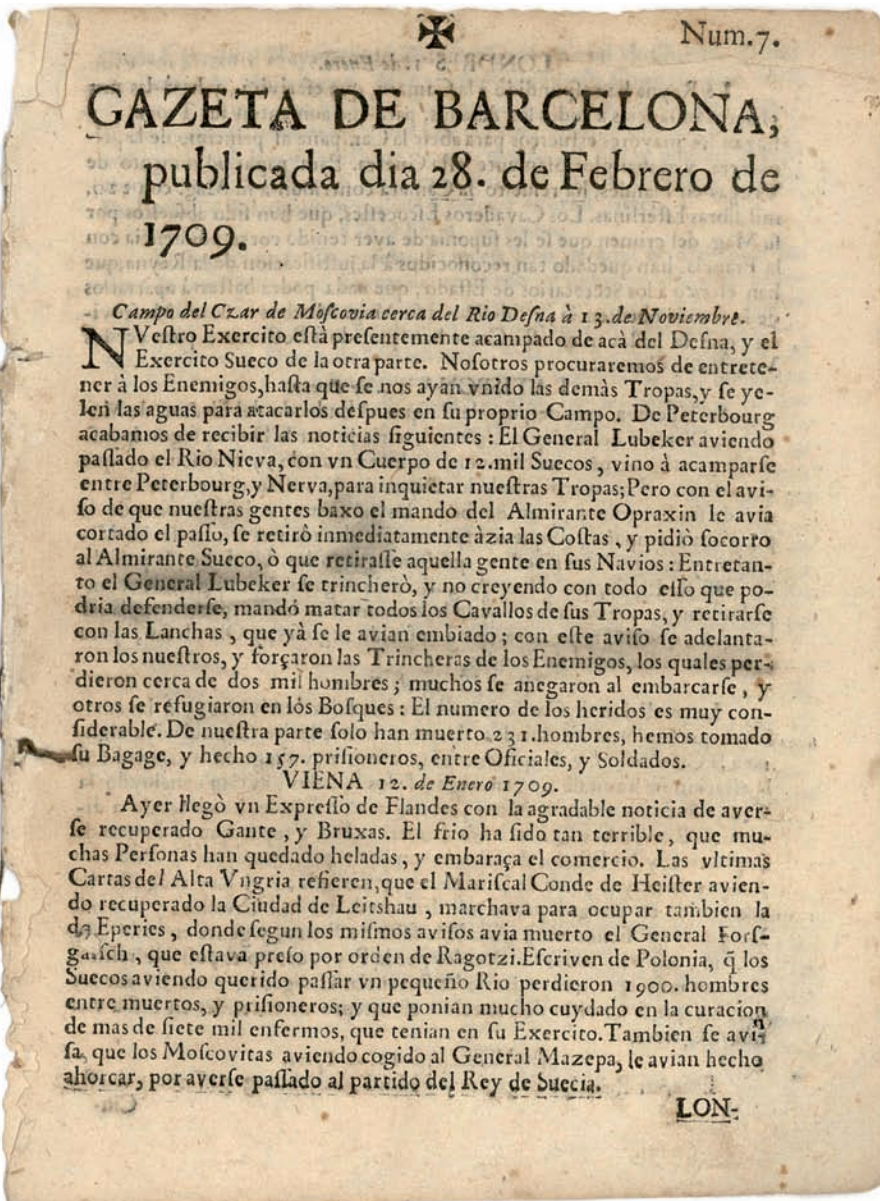 Num.7.
GAZETA DE BARCELONA,
publicada dia 28. de Febrero de
1709.
Campo del Czar de Moſcovia cerca del Rio Deſna à 13. de Noviembre.
NVeſtro Exercito eſtà preſentemente acampado de acà del Deſna, y el
Exercito Sueco de la otra parte. Noſotros procuraremos de entrete-
ner à los Enemigos, haſta que ſe nos ayan vnido las demàs Tropas, y ſe ye-
len las aguas para atacarlos deſpues en ſu proprio Campo. De Peterbourg
acabamos de recibir las noticias ſiguientes : El General Lubeker aviendo
paſſado el Rio Nieva, con vn Cuerpo de 12. mil Suecos, vino à acamparſe
entre Peterbourg, y Nerva, para inquietar nueſtras Tropas; Pero con el avi-
ſo de que nueſtras gentes baxo el mando del Almirante Opraxin le avia
cortado el paſſo, ſe retirò inmediatamente àzia las Coſtas, y pidiò ſocorro
al Almirante Sueco, ò que retiraſſe aquella gente en ſus Navios : Entretan-
to el General Lubeker ſe trincherò, y no creyendo con todo eſſo que po-
dria defenderſe, mandó matar todos los Cavallos de ſus Tropas, y retirarſe
con las Lanchas, que yà ſe le avian embiado ; con eſte aviſo ſe adelanta-
ron los nueſtros, y forçaron las Trincheras de los Enemigos, los quales per-
dieron cerca de dos mil hombres ; muchos ſe anegaron al embarcarſe, y
otros ſe refugiaron en lós Boſques : El numero de los heridos es muy con-
ſiderable. De nueſtra parte ſolo han muerto 231. hombres, hemos tomado
ſu Bagage, y hecho 157. priſioneros, entre Oficiales, y Soldados.
VIENA 12. de Enero 1709.
Ayer llegò vn Expreſſo de Flandes con la agradable noticia de aver-
ſe recuperado Gante, y Bruxas. El frio ha ſido tan terrible, que mu-
chas Perſonas han quedado heladas, y embaraça el comercio. Las vltimas
Cartas del Alta Vngria refieren, que el Mariſcal Conde de Heiſter avien-
do recuperado la Ciudad de Leitshau, marchava para ocupar tambien la
de Eperies, donde ſegun los miſmos aviſos avia muerto el General
que eſtava preſo por orden de Ragotzi. Eſcriven de Polonia, q̃ los
Suecos aviendo querido paſſar vn pequeño Rio perdieron 1900. hombres
entre muertos, y priſioneros; y que ponian mucho cuydado en la curacion
de mas de ſiete mil enfermos, que tenian en ſu Exercito. Tambien ſe avi-
ſa, que los Moſcovitas aviendo cogido al General Mazepa, le avian hecho
ahorcar, por averſe paſſado al partido del Rey de Suecia.
LON-